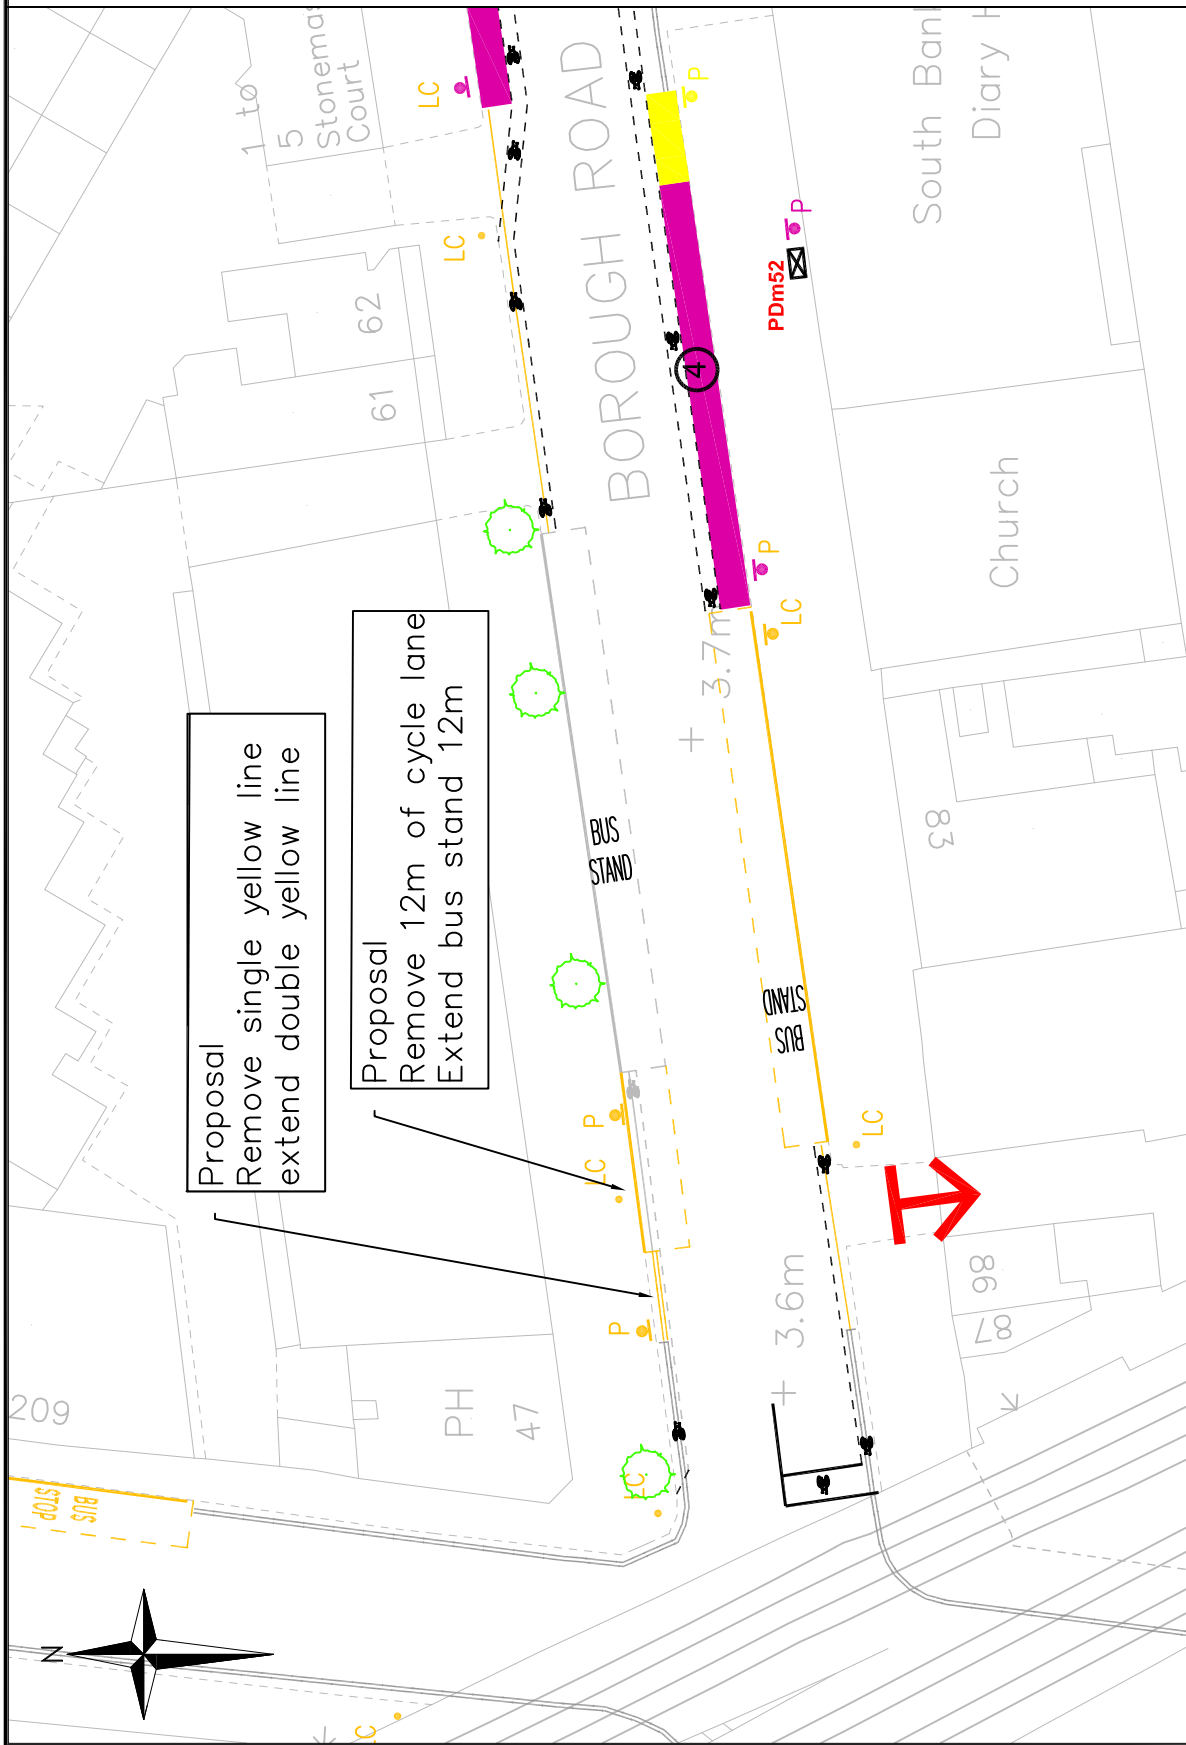 Proposal
Remove single yellow line
extend double yellow line
Proposal
Remove 12m of cycle lane
Extend bus stand 12m
BOROUGH ROAD
1 to
5
Court
62
61
LC
LC
P
South
Diary
P
PDm52
4
Church
P
LC
3.7m
83
BUS
STAND
BUS
STAND
P
LC
LC
P
3.6m
86
87
PH
47
209
LC
BUS
STOP
N
LC